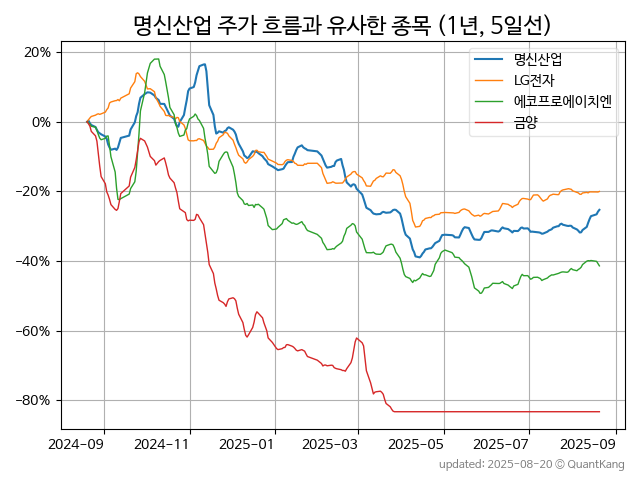 명신산업 주가 흐름과 유사한 종목 (1년, 5일선)
20%
0%
-20%
-40%
-60%
-80%
명신산업
LG전자
에코프로에이치엔
금양
2024-09
2024-11
2025-01
2025-03
2025-05
2025-07
2025-09
updated: 2025-08-20 © QuantKang